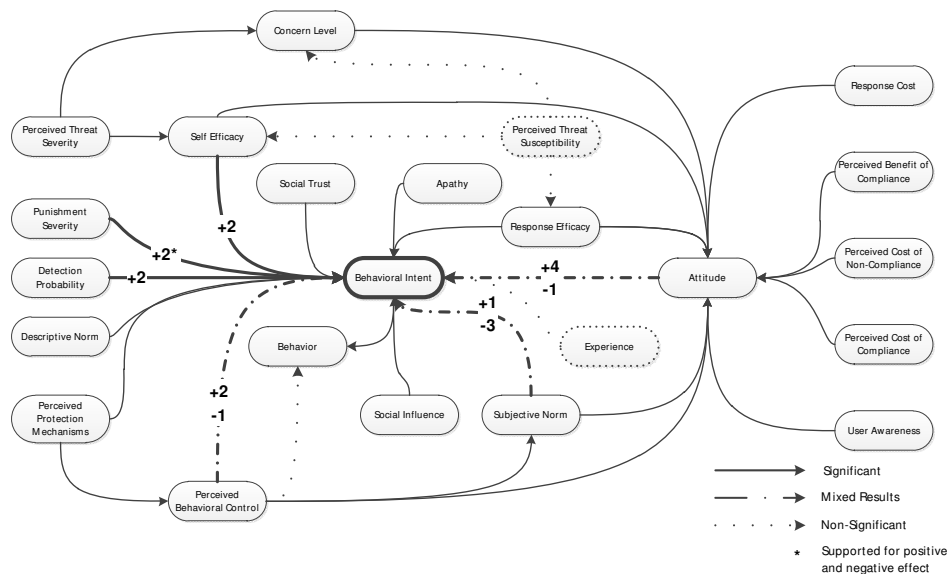 Concern Level
Response Cost
Perceived Threat
Severity
Self Efficacy
Perceived Threat
Susceptibility
Perceived Benefit of
Compliance
Social Trust
Apathy
Punishment
Severity
+2
Response Efficacy
+2*
Perceived Cost of
Non-Compliance
Detection
Probability
+2
Behavioral Intent
+4
-1
Attitude
+1
-3
Descriptive Norm
Behavior
Experience
Perceived Cost of
Compliance
+2
-1
Perceived
Protection
Mechanisms
Social Influence
Subjective Norm
User Awareness
Perceived
Behavioral Control
Significant
Mixed Results
Non-Significant
* Supported for positive
and negative effect